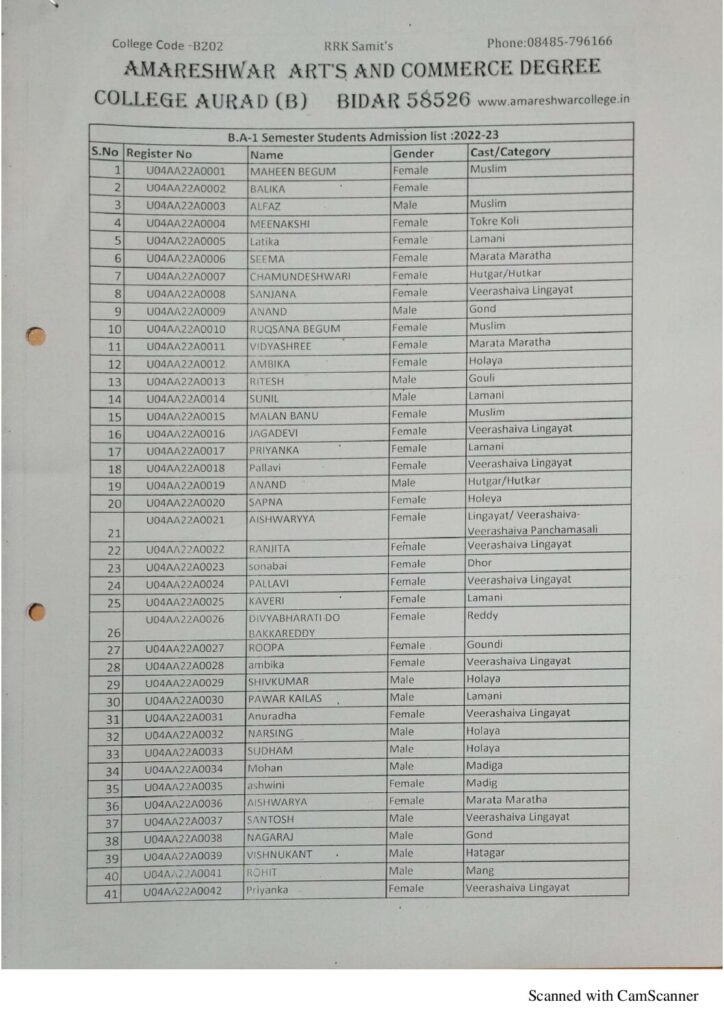 College Code -B202 RRK Samit's Phone:08485-796166
AMARESHWAR ART'S AND COMMERCE DEGREE
COLLEGE AURAD (B) BIDAR 58526 www.amareshwarcollege.in
B.A-1 Semester Students Admission list :2022-23
S.No Register No Name Gender Cast/Category
1 U04AA22A0001 MAHEEN BEGUM Female Muslim
2 U04AA22A0002 BALIKA Female
3 U04AA22A0003 ALFAZ Male Muslim
4 U04AA22A0004 MEENAKSHI Female Tokre Koli
5 U04AA22A0005 Latika Female Lamani
6 U04AA22A0006 SEEMA Female Marata Maratha
7 U04AA22A0007 CHAMUNDESHWARI Female Hutgar/Hutkar
8 U04AA22A0008 SANJANA Female Veerashaiva Lingayat
9 U04AA22A0009 ANAND Male Gond
10 U04AA22A0010 RUQSANA BEGUM Female Muslim
11 U04AA22A0011 VIDYASHREE Female Marata Maratha
12 U04AA22A0012 AMBIKA Female Holaya
13 U04AA22A0013 RITESH Male Gouli
14 U04AA22A0014 SUNIL Male Lamani
15 U04AA22A0015 MALAN BANU Female Muslim
16 U04AA22A0016 JAGADEVI Female Veerashaiva Lingayat
17 U04AA22A0017 PRIYANKA Female Lamani
18 U04AA22A0018 Pallavi Female Veerashaiva Lingayat
19 U04AA22A0019 ANAND Male Hutgar/Hutkar
20 U04AA22A0020 SAPNA Female Holeya
U04AA22A0021 AISHWARYYA Female Lingayat/ Veerashaiva-
21 Veerashaiva Panchamasali
22 U04AA22A0022 RANJITA Female Veerashaiva Lingayat
23 U04AA22A0023 sonabai Female Dhor
24 U04AA22A0024 PALLAVI Female Veerashaiva Lingayat
25 U04AA22A0025 KAVERI Female Lamani
U04AA22A0026 DIVYABHARATI DO Female Reddy
26 BAKKAREDDY
27 U04AA22A0027 ROOPA Female Goundi
28 U04AA22A0028 ambika Female Veerashaiva Lingayat
29 U04AA22A0029 SHIVKUMAR Male Holaya
30 U04AA22A0030 PAWAR KAILAS Male Lamani
31 U04AA22A0031 Anuradha Female Veerashaiva Lingayat
32 U04AA22A0032 NARSING Male Holaya
33 U04AA22A0033 SUDHAM Male Holaya
34 U04AA22A0034 Mohan Male Madiga
35 U04AA22A0035 ashwini Female Madig
36 U04AA22A0036 AISHWARYA Female Marata Maratha
37 U04AA22A0037 SANTOSH Male Veerashaiva Lingayat
38 U04AA22A0038 NAGARAJ Male Gond
39 U04AA22A0039 VISHNUKANT Male Hatagar
40 U04AA22A0041 ROHIT Male Mang
41 U04AA22A0042 Priyanka Female Veerashaiva Lingayat
Scanned with CamScanner